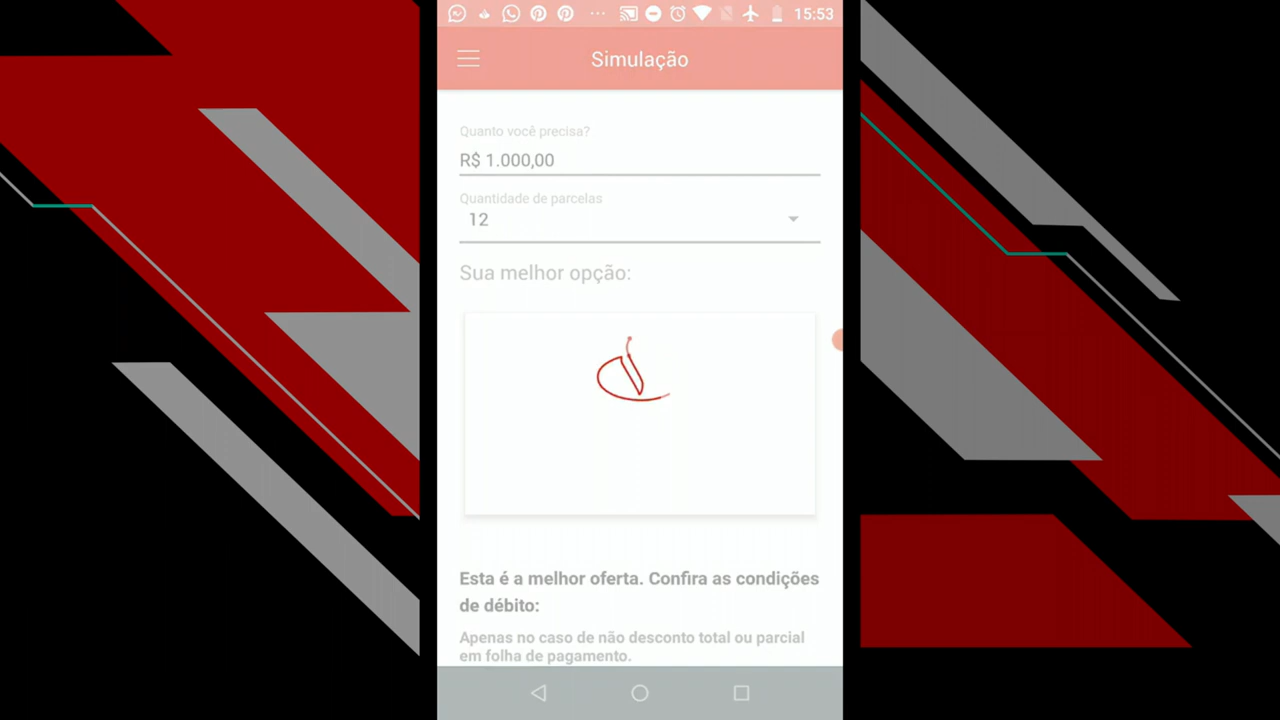 15:53
Simulação
Quanto você precisa?
R$ 1.000,00
Quantidade de parcelas
12
Sua melhor opção:
Esta é a melhor oferta. Confira as condições
de débito:
Apenas no caso de não desconto total ou parcial
em folha de pagamento.